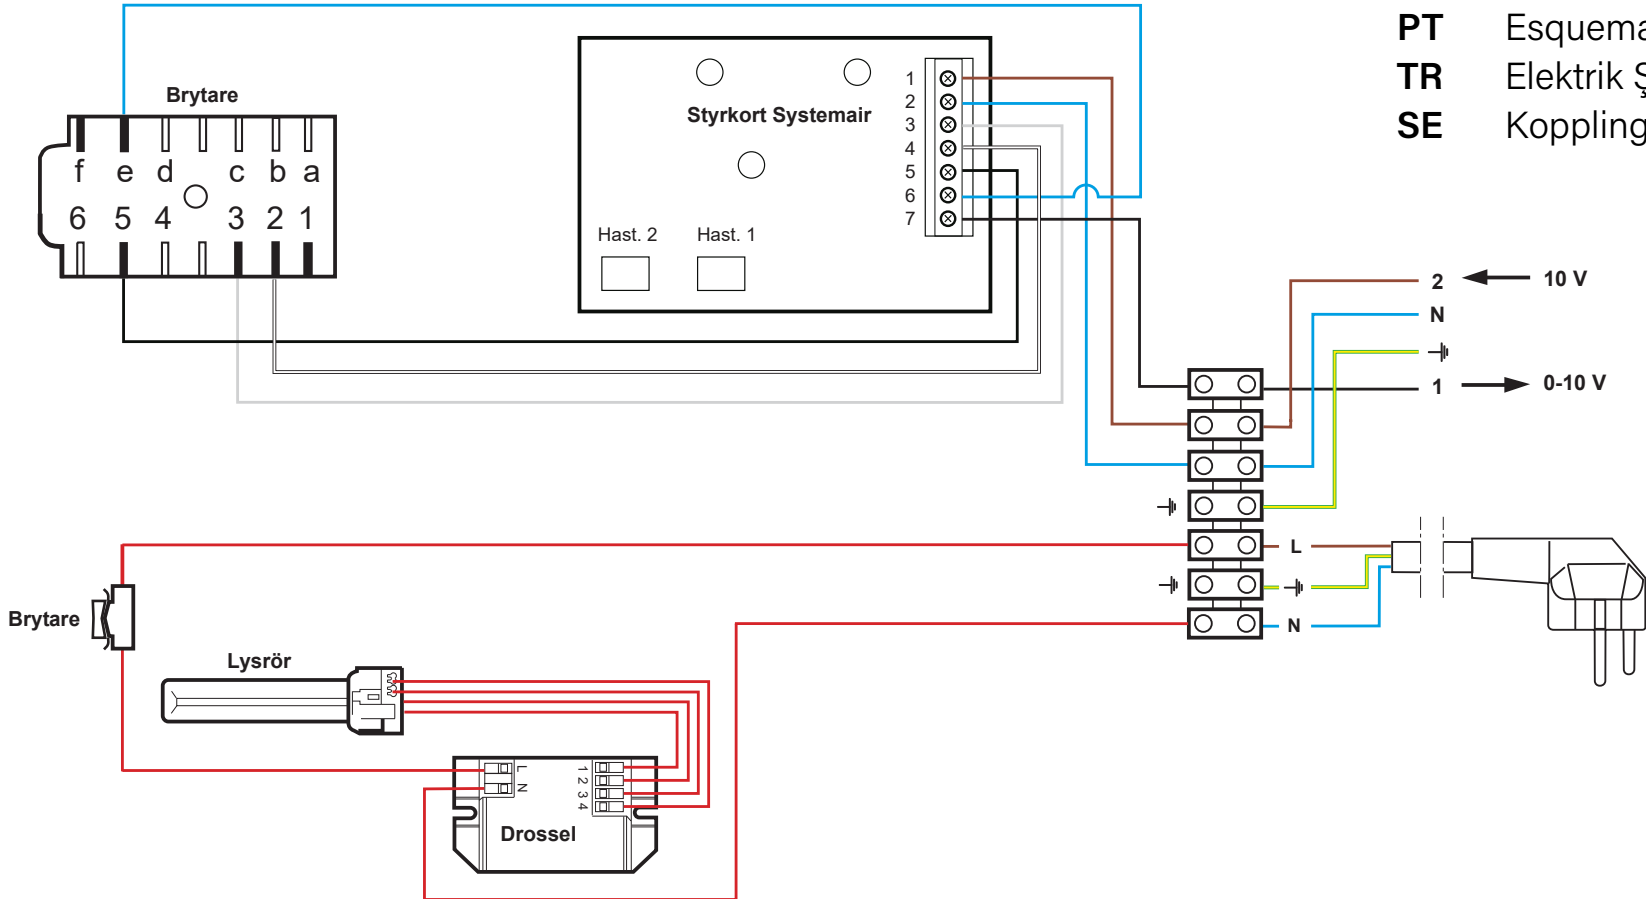 PT Esquema
TR Elektrik Ş
SE Koppling
Brytare
f e d c b a
6 5 4 3 2 1
Styrkort Systemair
1
2
3
4
5
6
7
Hast. 2 Hast. 1
2 10 V
N
1 0-10 V
L
N
Brytare
Lysrör
L
N
1
2
3
4
Drossel